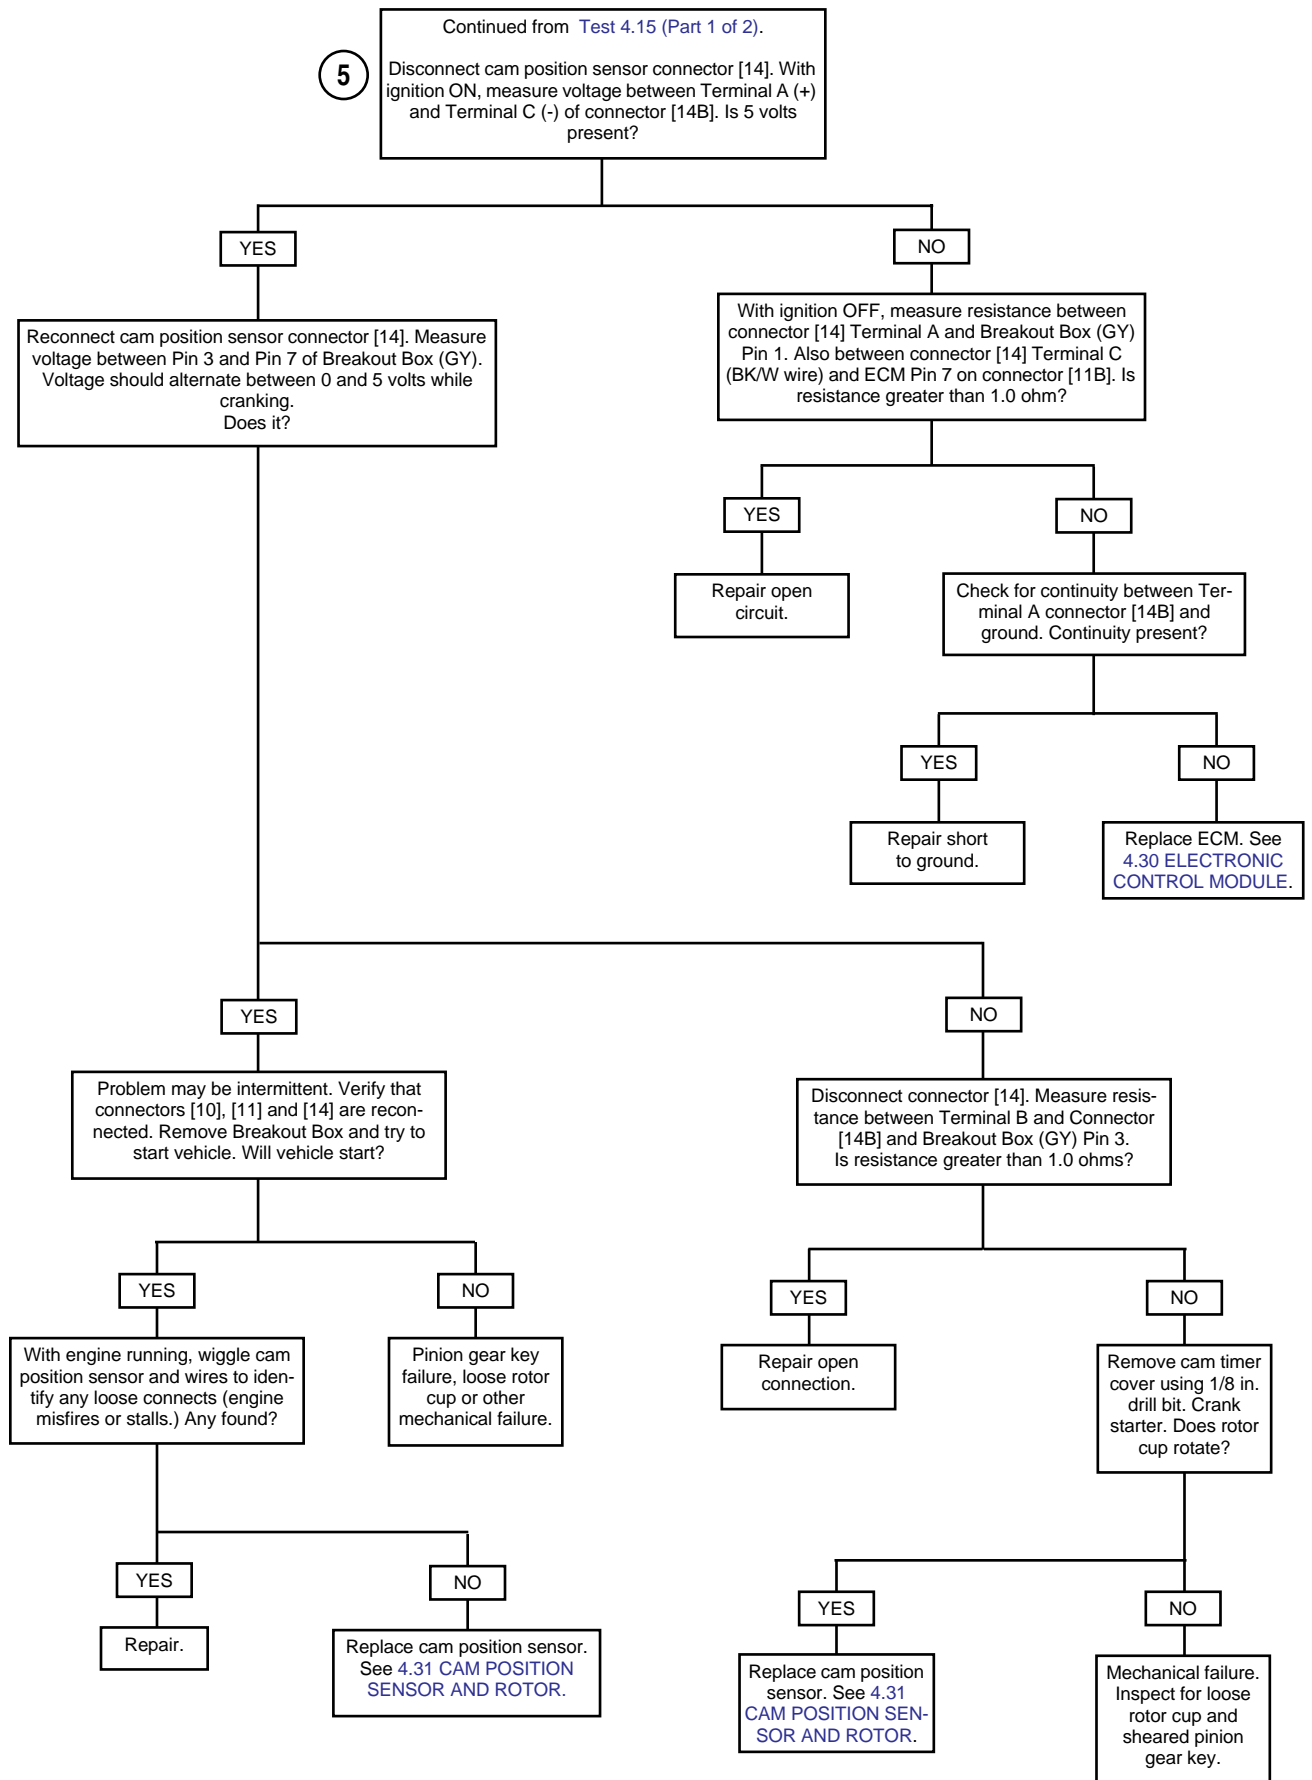 Continued from Test 4.15 (Part 1 of 2).
5
Disconnect cam position sensor connector [14]. With
ignition ON, measure voltage between Terminal A (+)
and Terminal C (-) of connector [14B]. Is 5 volts
present?
YES
NO
Reconnect cam position sensor connector [14]. Measure
voltage between Pin 3 and Pin 7 of Breakout Box (GY).
Voltage should alternate between 0 and 5 volts while
cranking.
Does it?
With ignition OFF, measure resistance between
connector [14] Terminal A and Breakout Box (GY)
Pin 1. Also between connector [14] Terminal C
(BK/W wire) and ECM Pin 7 on connector [11B]. Is
resistance greater than 1.0 ohm?
YES
NO
Repair open
circuit.
Check for continuity between Ter-
minal A connector [14B] and
ground. Continuity present?
YES
NO
Repair short
to ground.
Replace ECM. See
4.30 ELECTRONIC
CONTROL MODULE.
YES
NO
Problem may be intermittent. Verify that
connectors [10], [11] and [14] are recon-
nected. Remove Breakout Box and try to
start vehicle. Will vehicle start?
Disconnect connector [14]. Measure resis-
tance between Terminal B and Connector
[14B] and Breakout Box (GY) Pin 3.
Is resistance greater than 1.0 ohms?
YES
NO
YES
NO
With engine running, wiggle cam
position sensor and wires to iden-
tify any loose connects (engine
misfires or stalls.) Any found?
Pinion gear key
failure, loose rotor
cup or other
mechanical failure.
Repair open
connection.
Remove cam timer
cover using 1/8 in.
drill bit. Crank
starter. Does rotor
cup rotate?
YES
NO
YES
NO
Repair.
Replace cam position sensor.
See 4.31 CAM POSITION
SENSOR AND ROTOR.
Replace cam position
sensor. See 4.31
CAM POSITION SEN-
SOR AND ROTOR.
Mechanical failure.
Inspect for loose
rotor cup and
sheared pinion
gear key.